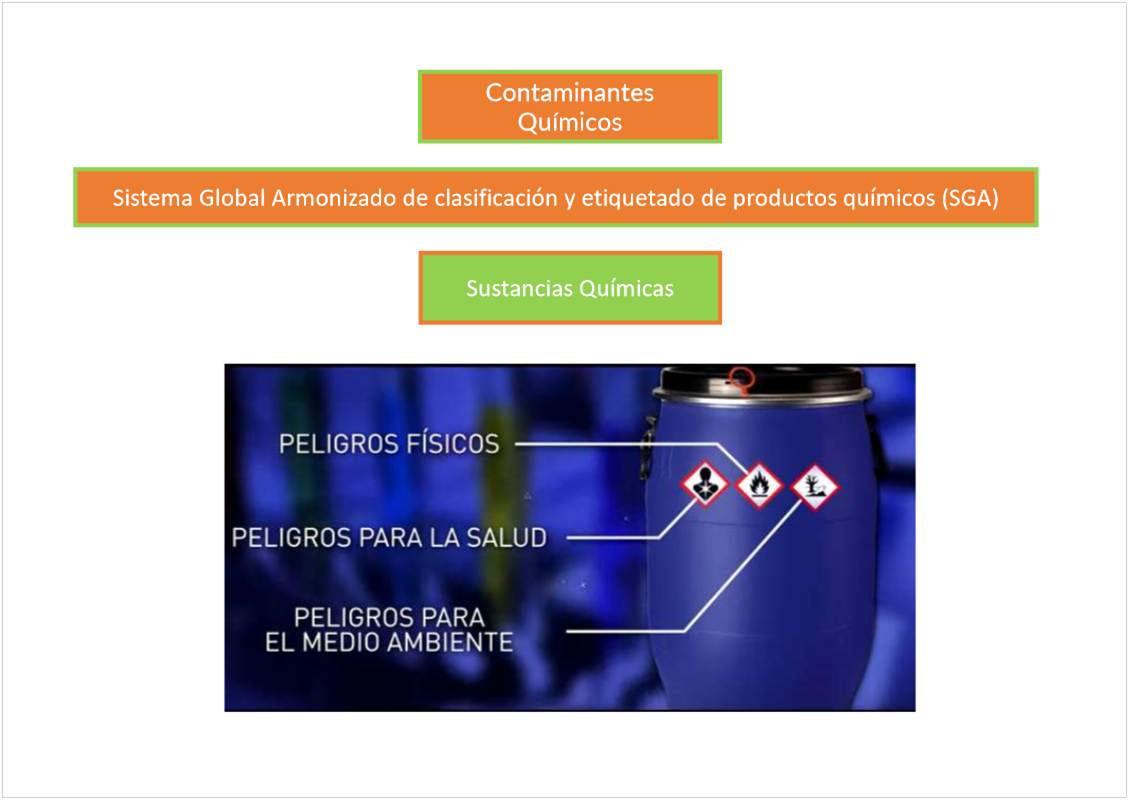 Contaminantes
Químicos
Sistema Global Armonizado de clasificación y etiquetado de productos químicos (SGA)
Sustancias Químicas
PELIGROS FÍSICOS
PELIGROS PARA LA SALUD
PELIGROS PARA
EL MEDIO AMBIENTE